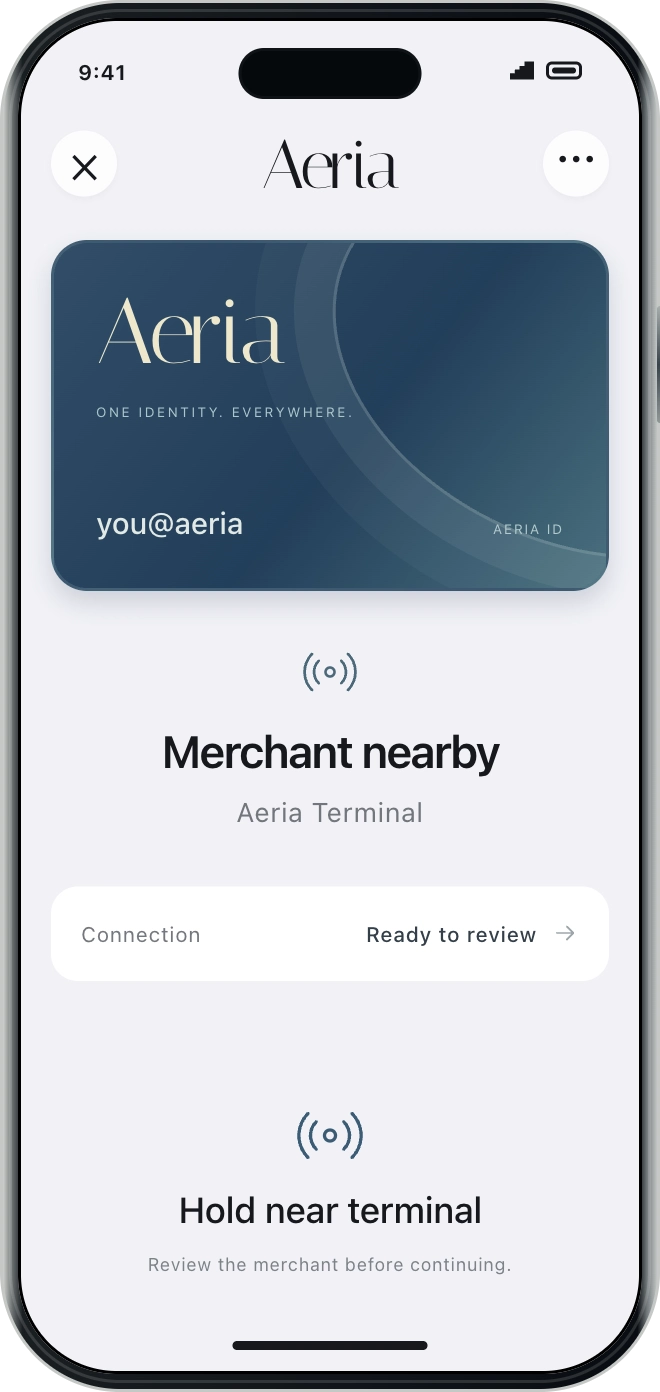 9:41
Aeria
Aeria
ONE IDENTITY. EVERYWHERE.
you@aeria
AERIA ID
Merchant nearby
Aeria Terminal
Connection
Ready to review →
Hold near terminal
Review the merchant before continuing.